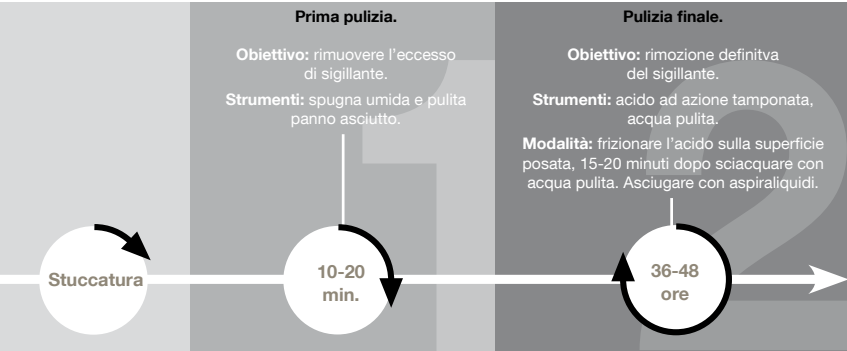 Prima pulizia.
Obiettivo: rimuovere l'eccesso
di sigillante.
Strumenti: spugna umida e pulita
panno asciutto.
Pulizia finale.
Obiettivo: rimozione definitva
del sigillante.
Strumenti: acido ad azione tamponata,
acqua pulita.
Modalità: frizionare l'acido sulla superficie
posata, 15-20 minuti dopo sciacquare con
acqua pulita. Asciugare con aspiraliquidi.
1
2
Stuccatura
10-20
min.
36-48
ore